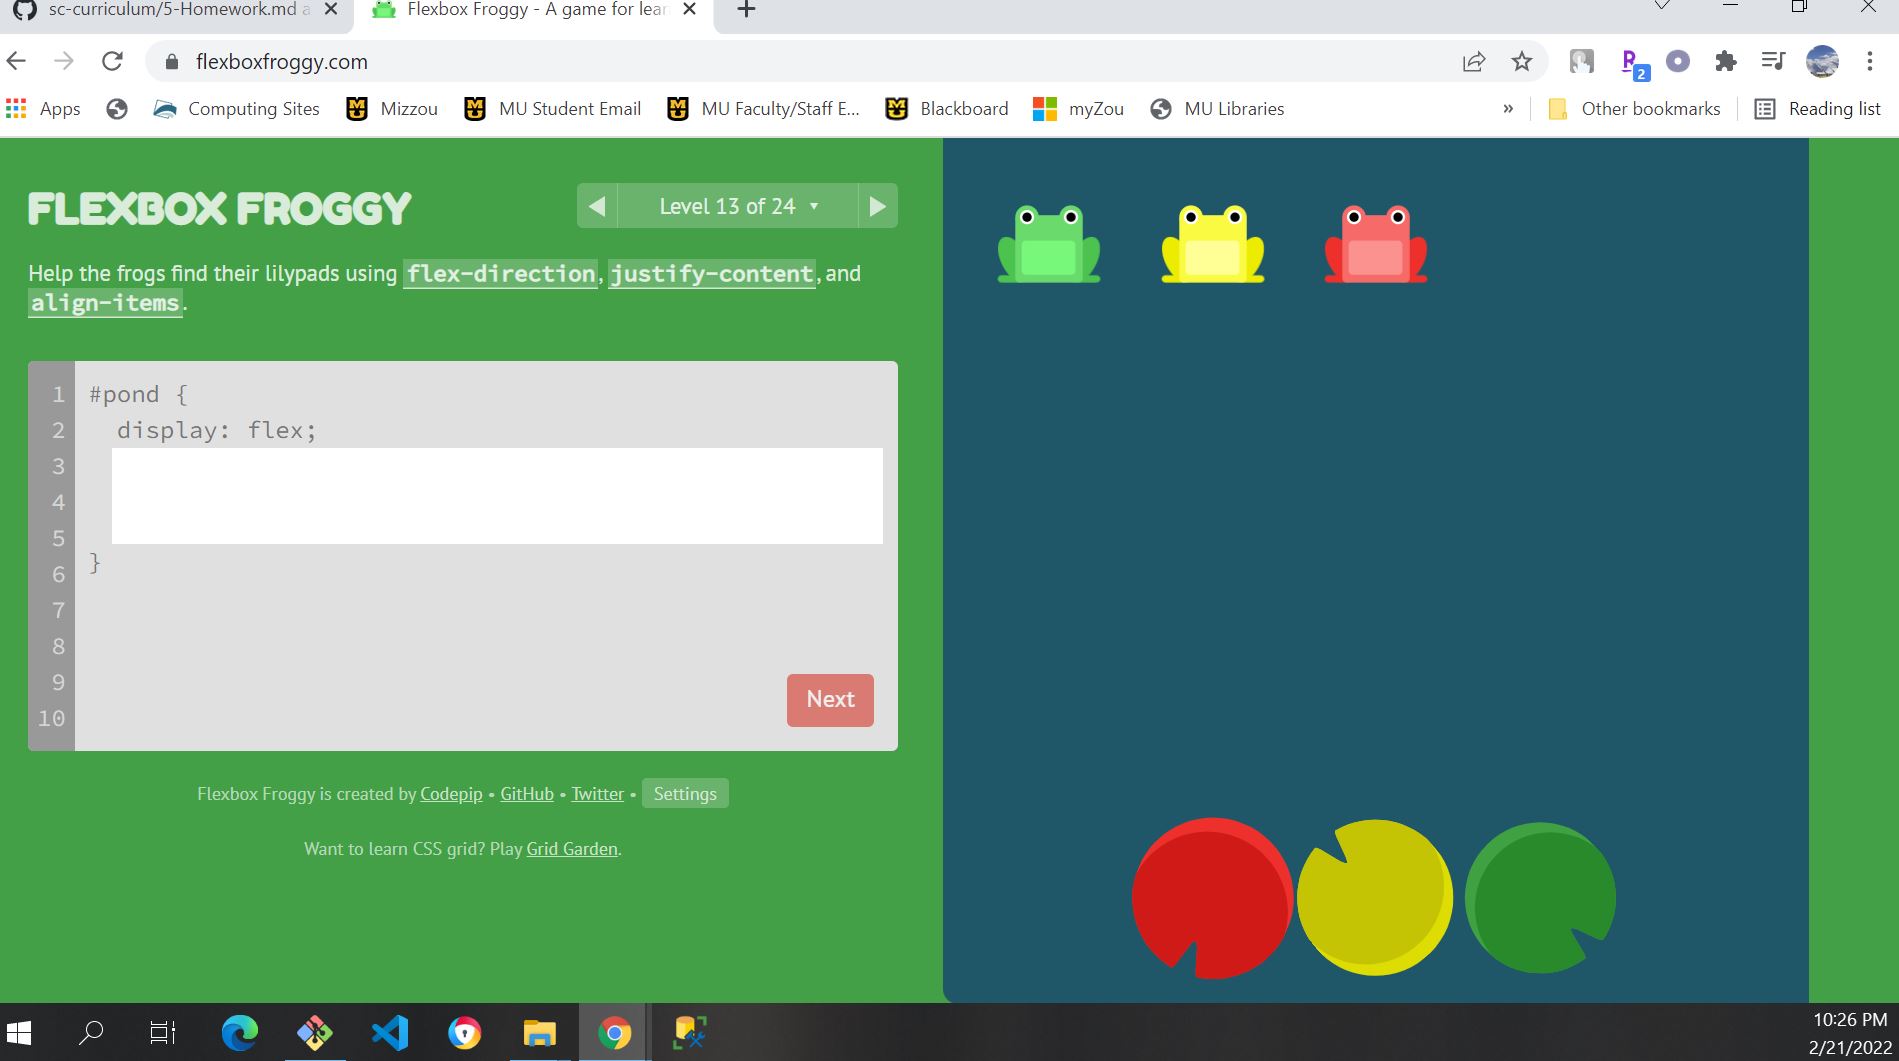 sc-curriculum/5-Homework.md a
Flexbox Froggy - A game for lear
flexboxfroggy.com
2
Apps
Computing Sites
Mizzou
MU Student Email
MU Faculty/Staff E...
Blackboard
myZou
MU Libraries
»
Other bookmarks
Reading list
FLEXBOX FROGGY
Level 13 of 24
Help the frogs find their lilypads using flex-direction, justify-content, and
align-items.
1 #pond {
2 display: flex;
3
4
5
}
6
7
8
9
10
Next
Flexbox Froggy is created by Codepip • GitHub • Twitter • Settings
Want to learn CSS grid? Play Grid Garden.
10:26 PM
2/21/2022